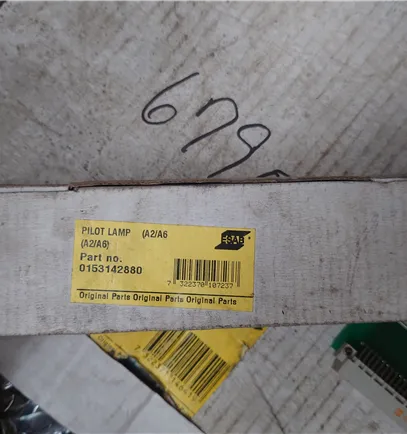 679
PILOT LAMP (A2/A6
(A2/A6)
ESAB
Part no.
0153142880
7 322370 107237
Original Parts Original Parts Original Parts